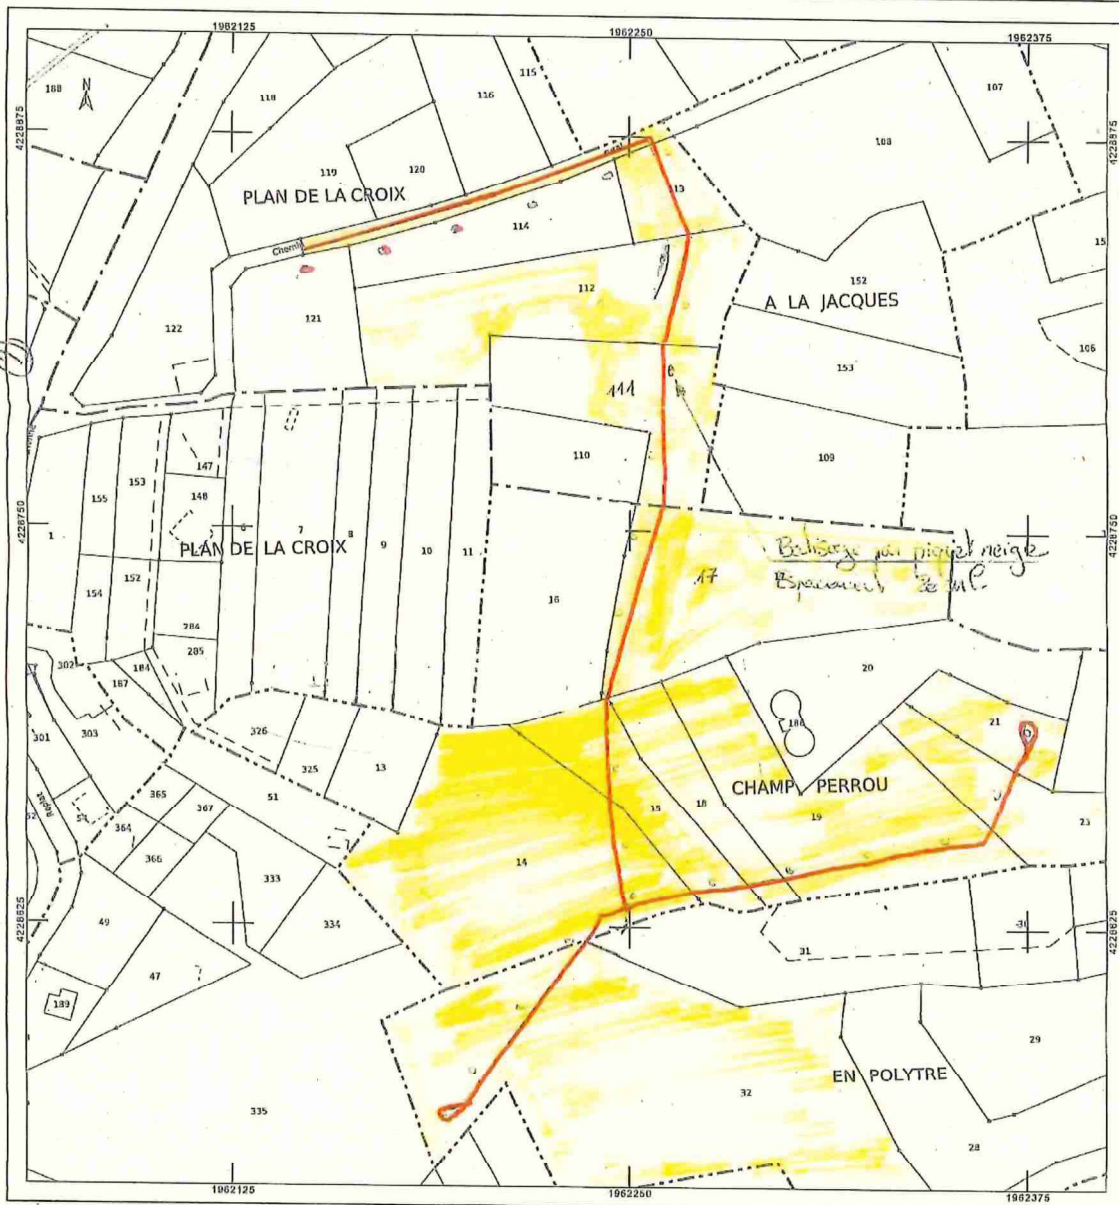 1962125 1962250 1962375
188 N 118 116 115 107
4228875 4228875
108
119 120 113
PLAN DE LA CROIX
Chemin 114
112 152
A LA JACQUES
122 121
153 106
111
110 109
147
155 153 148
4228750 4228750
1 6 7 8 9 10 11
PLAN DE LA CROIX
Balisage par piquet neige
17
Espacement 30 ml
154 152 16
284
285 20
302 184
187
21
301 303 326 186
325 13
CHAMP PERROU
365 367 51 15 18 19 23
364
366 14
333
334
4228625 4228625
49 31 30
47
189
29
EN POLYTRE
335 32
28
1962125 1962250 1962375